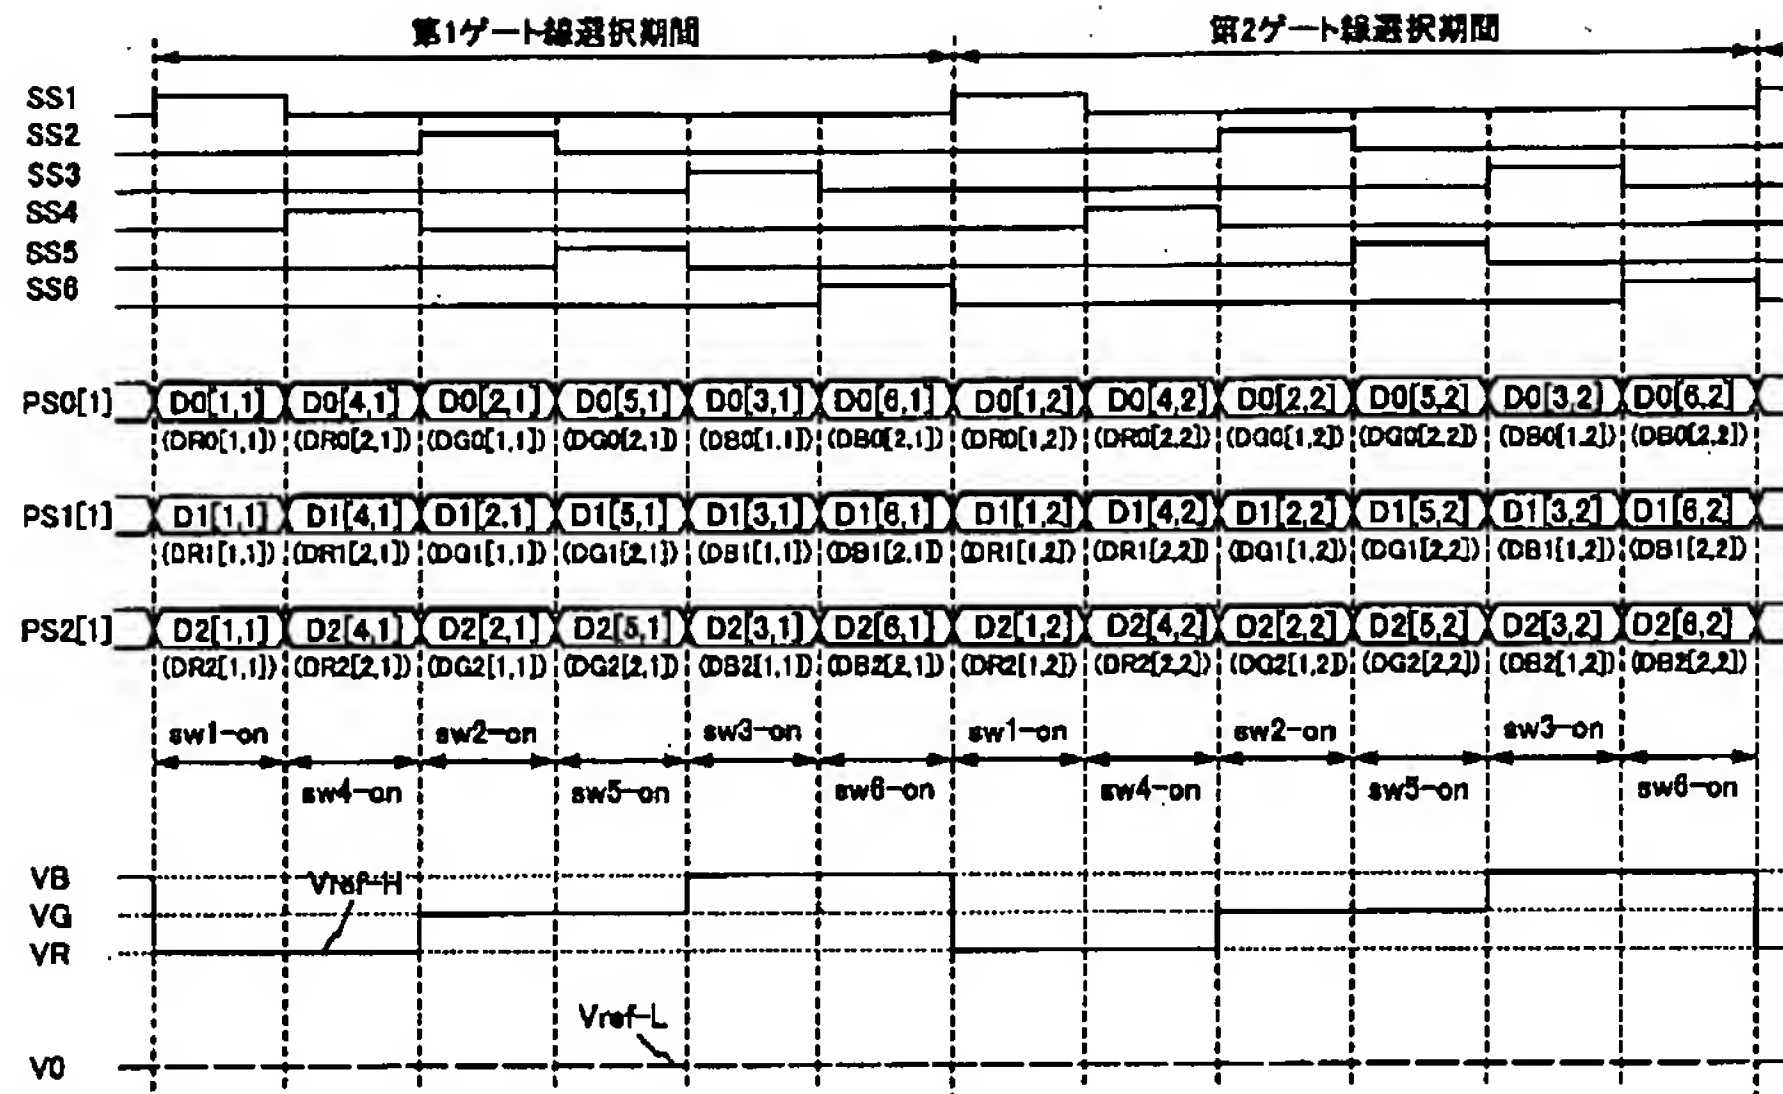 第1ゲート線選択期間 第2ゲート線選択期間
SS1
SS2
SS3
SS4
SS5
SS6
PS0[1] D0[1,1] D0[4,1] D0[2,1] D0[5,1] D0[3,1] D0[6,1] D0[1,2] D0[4,2] D0[2,2] D0[5,2] D0[3,2] D0[6,2]
(DR0[1,1]) (DR0[2,1]) (DG0[1,1]) (DG0[2,1]) (DB0[1,1]) (DB0[2,1]) (DR0[1,2]) (DR0[2,2]) (DG0[1,2]) (DG0[2,2]) (DB0[1,2]) (DB0[2,2])
PS1[1] D1[1,1] D1[4,1] D1[2,1] D1[5,1] D1[3,1] D1[6,1] D1[1,2] D1[4,2] D1[2,2] D1[5,2] D1[3,2] D1[6,2]
(DR1[1,1]) (DR1[2,1]) (DG1[1,1]) (DG1[2,1]) (DB1[1,1]) (DB1[2,1]) (DR1[1,2]) (DR1[2,2]) (DG1[1,2]) (DG1[2,2]) (DB1[1,2]) (DB1[2,2])
PS2[1] D2[1,1] D2[4,1] D2[2,1] D2[5,1] D2[3,1] D2[6,1] D2[1,2] D2[4,2] D2[2,2] D2[5,2] D2[3,2] D2[6,2]
(DR2[1,1]) (DR2[2,1]) (DG2[1,1]) (DG2[2,1]) (DB2[1,1]) (DB2[2,1]) (DR2[1,2]) (DR2[2,2]) (DG2[1,2]) (DG2[2,2]) (DB2[1,2]) (DB2[2,2])
sw1-on sw2-on sw3-on sw1-on sw2-on sw3-on
sw4-on sw5-on sw6-on sw4-on sw5-on sw6-on
VB Vref-H
VG
VR
Vref-L
V0